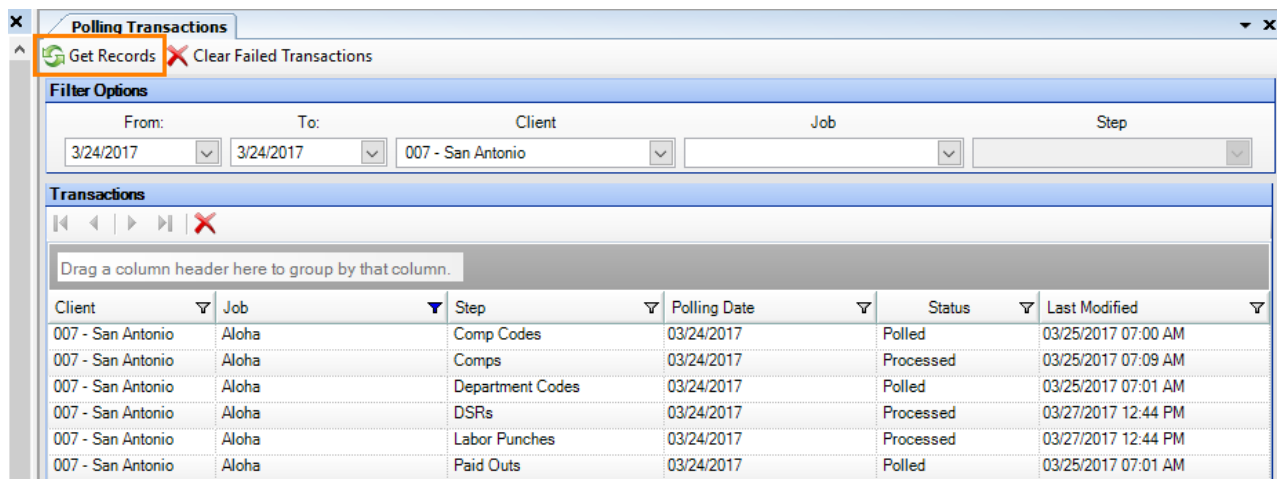 Polling Transactions
Get Records Clear Failed Transactions
Filter Options
From: To: Client Job Step
3/24/2017 3/24/2017 007 - San Antonio
Transactions
Drag a column header here to group by that column.
Client Job Step Polling Date Status Last Modified
007 - San Antonio Aloha Comp Codes 03/24/2017 Polled 03/25/2017 07:00 AM
007 - San Antonio Aloha Comps 03/24/2017 Processed 03/25/2017 07:09 AM
007 - San Antonio Aloha Department Codes 03/24/2017 Polled 03/25/2017 07:01 AM
007 - San Antonio Aloha DSRs 03/24/2017 Processed 03/27/2017 12:44 PM
007 - San Antonio Aloha Labor Punches 03/24/2017 Processed 03/27/2017 12:44 PM
007 - San Antonio Aloha Paid Outs 03/24/2017 Polled 03/25/2017 07:01 AM